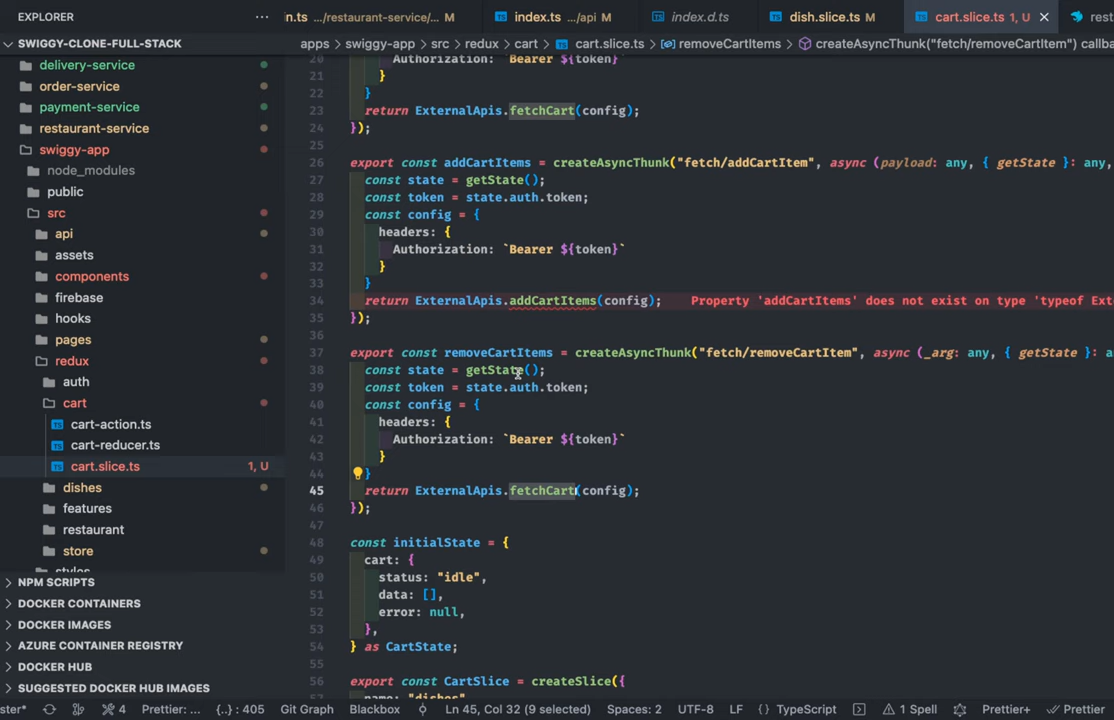 EXPLORER ··· n.ts .../restaurant-service/... M index.ts .../api M index.d.ts dish.slice.ts M cart.slice.ts 1, U rest
SWIGGY-CLONE-FULL-STACK apps > swiggy-app > src > redux > cart > cart.slice.ts > removeCartItems > createAsyncThunk("fetch/removeCartItem") callba
delivery-service
order-service
payment-service
restaurant-service
swiggy-app
node_modules
public
src
api
assets
components
firebase
hooks
pages
redux
auth
cart
cart-action.ts
cart-reducer.ts
cart.slice.ts 1, U
dishes
features
restaurant
store
styles
NPM SCRIPTS
DOCKER CONTAINERS
DOCKER IMAGES
AZURE CONTAINER REGISTRY
DOCKER HUB
SUGGESTED DOCKER HUB IMAGES
20 Authorization: `Bearer ${token}`
21 }
22 }
23 return ExternalApis.fetchCart(config);
24 });
25
26 export const addCartItems = createAsyncThunk("fetch/addCartItem", async (payload: any, { getState }: any,
27 const state = getState();
28 const token = state.auth.token;
29 const config = {
30 headers: {
31 Authorization: `Bearer ${token}`
32 }
33 }
34 return ExternalApis.addCartItems(config); Property 'addCartItems' does not exist on type 'typeof Ext
35 });
36
37 export const removeCartItems = createAsyncThunk("fetch/removeCartItem", async (_arg: any, { getState }: a
38 const state = getState();
39 const token = state.auth.token;
40 const config = {
41 headers: {
42 Authorization: `Bearer ${token}`
43 }
44 }
45 return ExternalApis.fetchCart(config);
46 });
47
48 const initialState = {
49 cart: {
50 status: "idle",
51 data: [],
52 error: null,
53 },
54 } as CartState;
55
56 export const CartSlice = createSlice({
57 name: "dishes",
ster* 4 Prettier: ... {..} : 405 Git Graph Blackbox Ln 45, Col 32 (9 selected) Spaces: 2 UTF-8 LF {} TypeScript 1 Spell Prettier+ Prettier